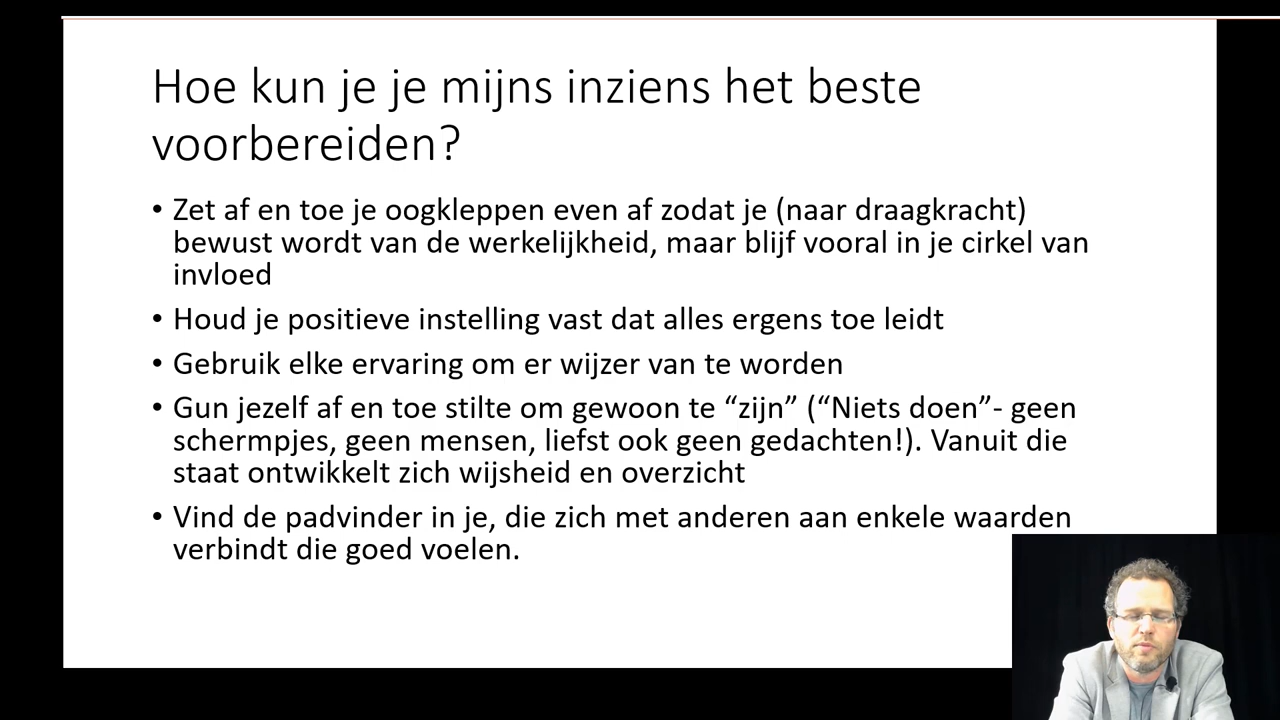 Hoe kun je je mijns inziens het beste
voorbereiden?
• Zet af en toe je oogkleppen even af zodat je (naar draagkracht)
bewust wordt van de werkelijkheid, maar blijf vooral in je cirkel van
invloed
• Houd je positieve instelling vast dat alles ergens toe leidt
• Gebruik elke ervaring om er wijzer van te worden
• Gun jezelf af en toe stilte om gewoon te “zijn” (“Niets doen”- geen
schermpjes, geen mensen, liefst ook geen gedachten!). Vanuit die
staat ontwikkelt zich wijsheid en overzicht
• Vind de padvinder in je, die zich met anderen aan enkele waarden
verbindt die goed voelen.